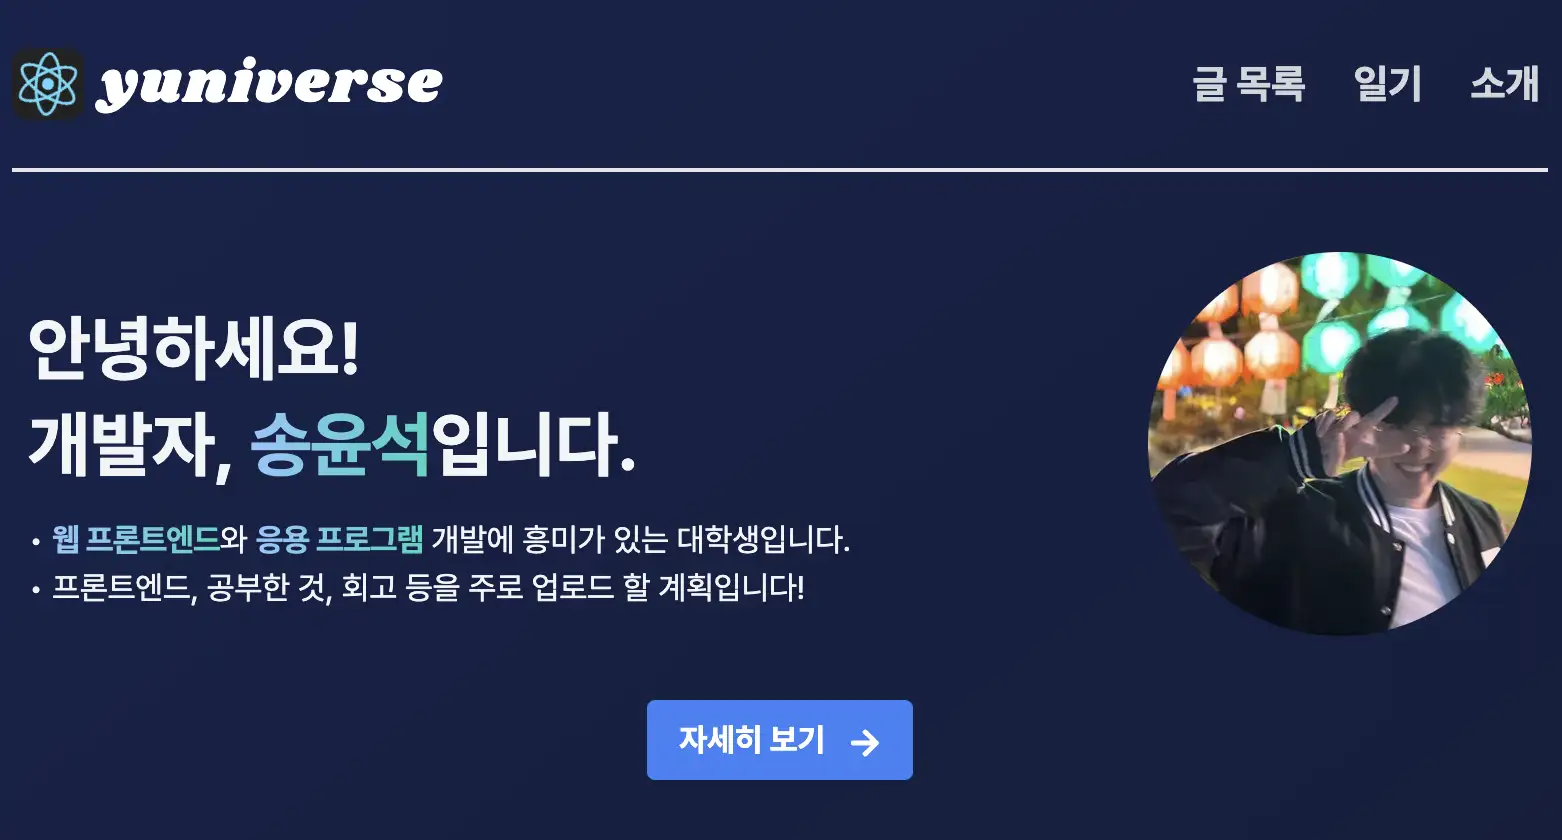 yuniverse
글 목록 일기 소개
안녕하세요!
개발자, 송윤석입니다.
• 웹 프론트엔드와 응용 프로그램 개발에 흥미가 있는 대학생입니다.
• 프론트엔드, 공부한 것, 회고 등을 주로 업로드 할 계획입니다!
자세히 보기 →